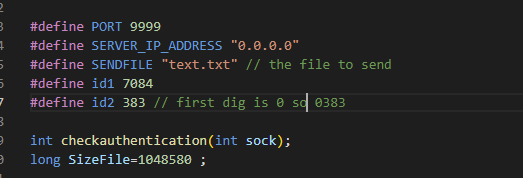 #define PORT 9999
#define SERVER_IP_ADDRESS "0.0.0.0"
#define SENDFILE "text.txt" // the file to send
#define id1 7084
#define id2 383 // first dig is 0 so 0383
int checkauthentication(int sock);
long SizeFile=1048580 ;